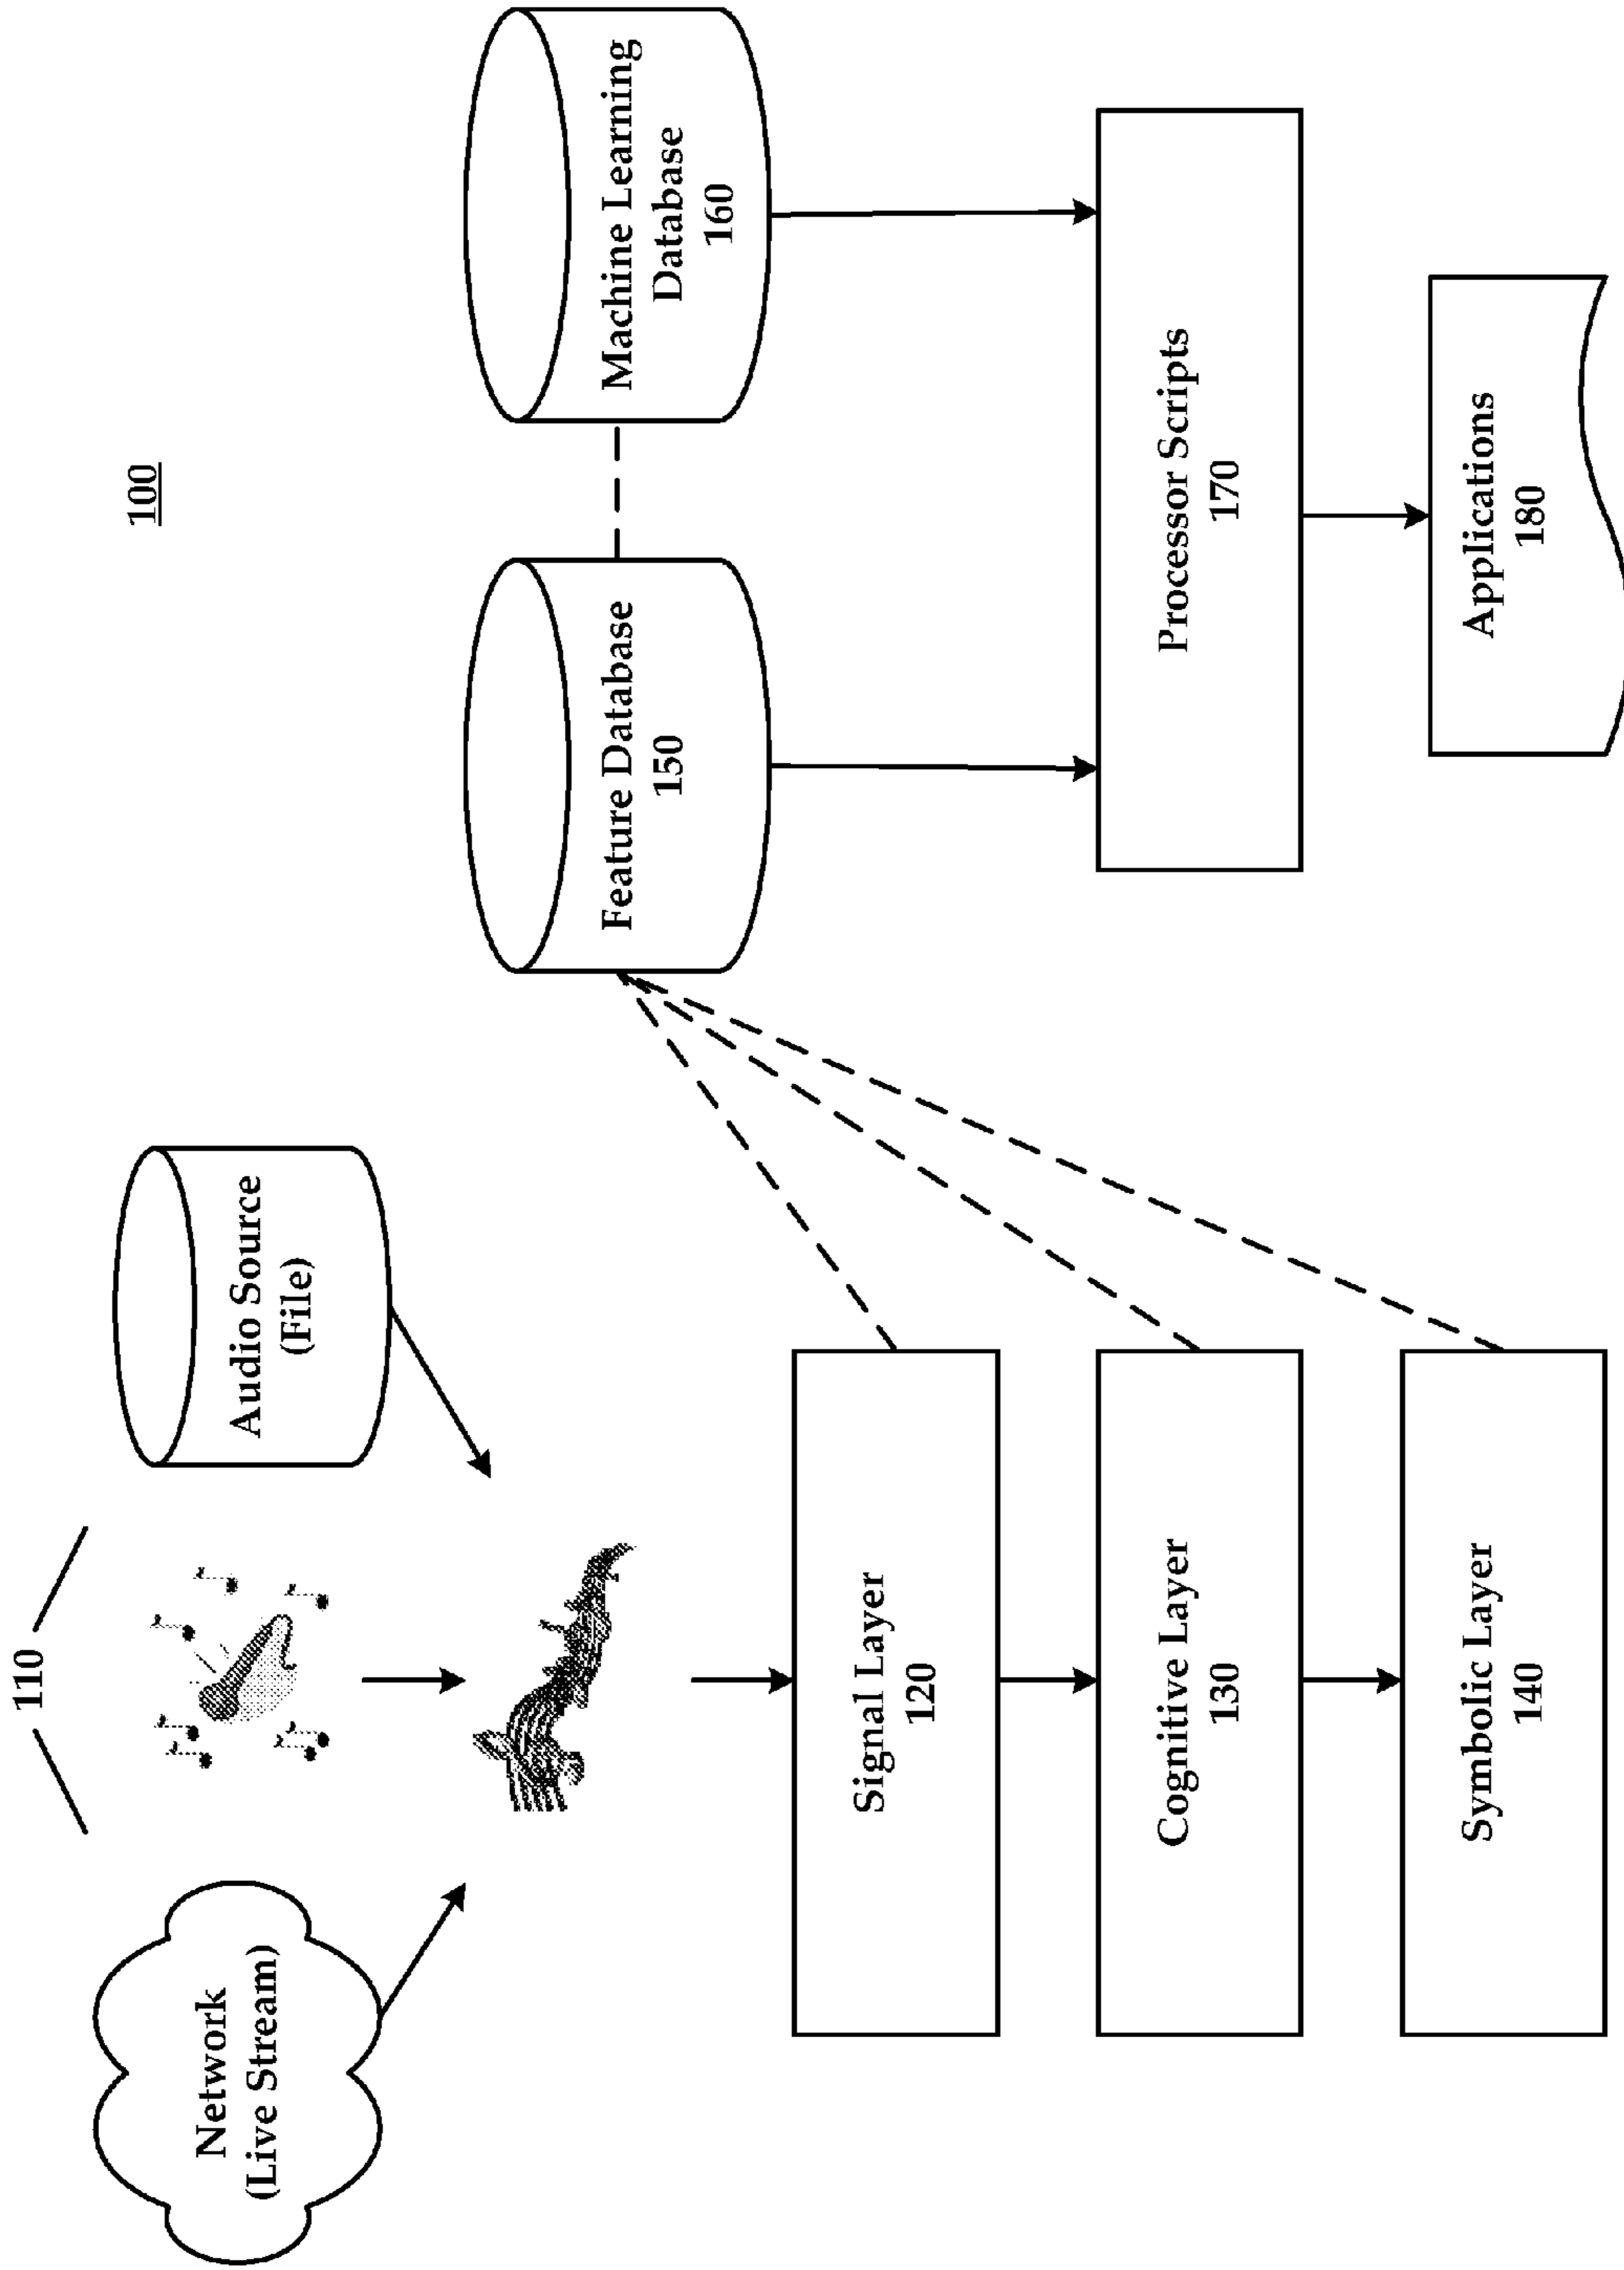 100
110
Network
(Live Stream)
Audio Source
(File)
Signal Layer
120
Cognitive Layer
130
Symbolic Layer
140
Feature Database
150
Machine Learning
Database
160
Processor Scripts
170
Applications
180